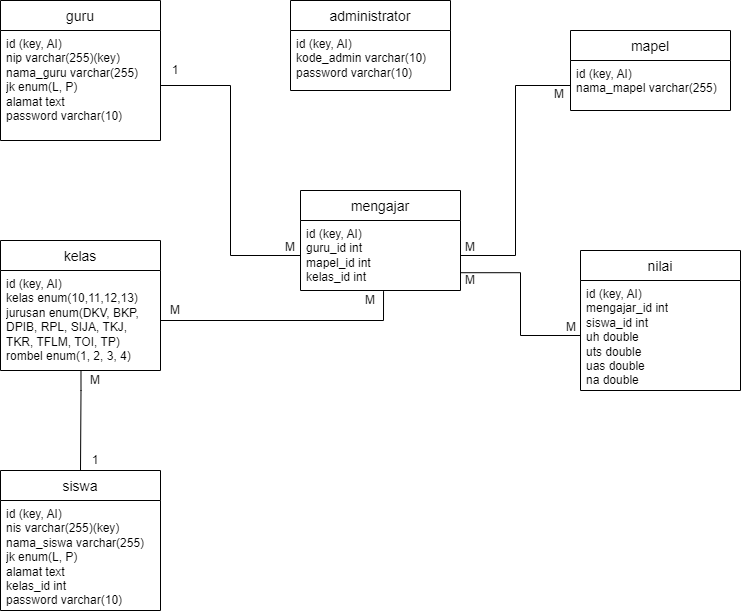 guru
id (key, AI)
nip varchar(255)(key)
nama_guru varchar(255)
jk enum(L, P)
alamat text
password varchar(10)
administrator
id (key, AI)
kode_admin varchar(10)
password varchar(10)
mapel
id (key, AI)
nama_mapel varchar(255)
1
M
mengajar
id (key, AI)
guru_id int
mapel_id int
kelas_id int
M
M
M
M
kelas
id (key, AI)
kelas enum(10,11,12,13)
jurusan enum(DKV, BKP,
DPIB, RPL, SIJA, TKJ,
TKR, TFLM, TOI, TP)
rombel enum(1, 2, 3, 4)
M
M
nilai
id (key, AI)
mengajar_id int
siswa_id int
uh double
uts double
uas double
na double
M
1
siswa
id (key, AI)
nis varchar(255)(key)
nama_siswa varchar(255)
jk enum(L, P)
alamat text
kelas_id int
password varchar(10)